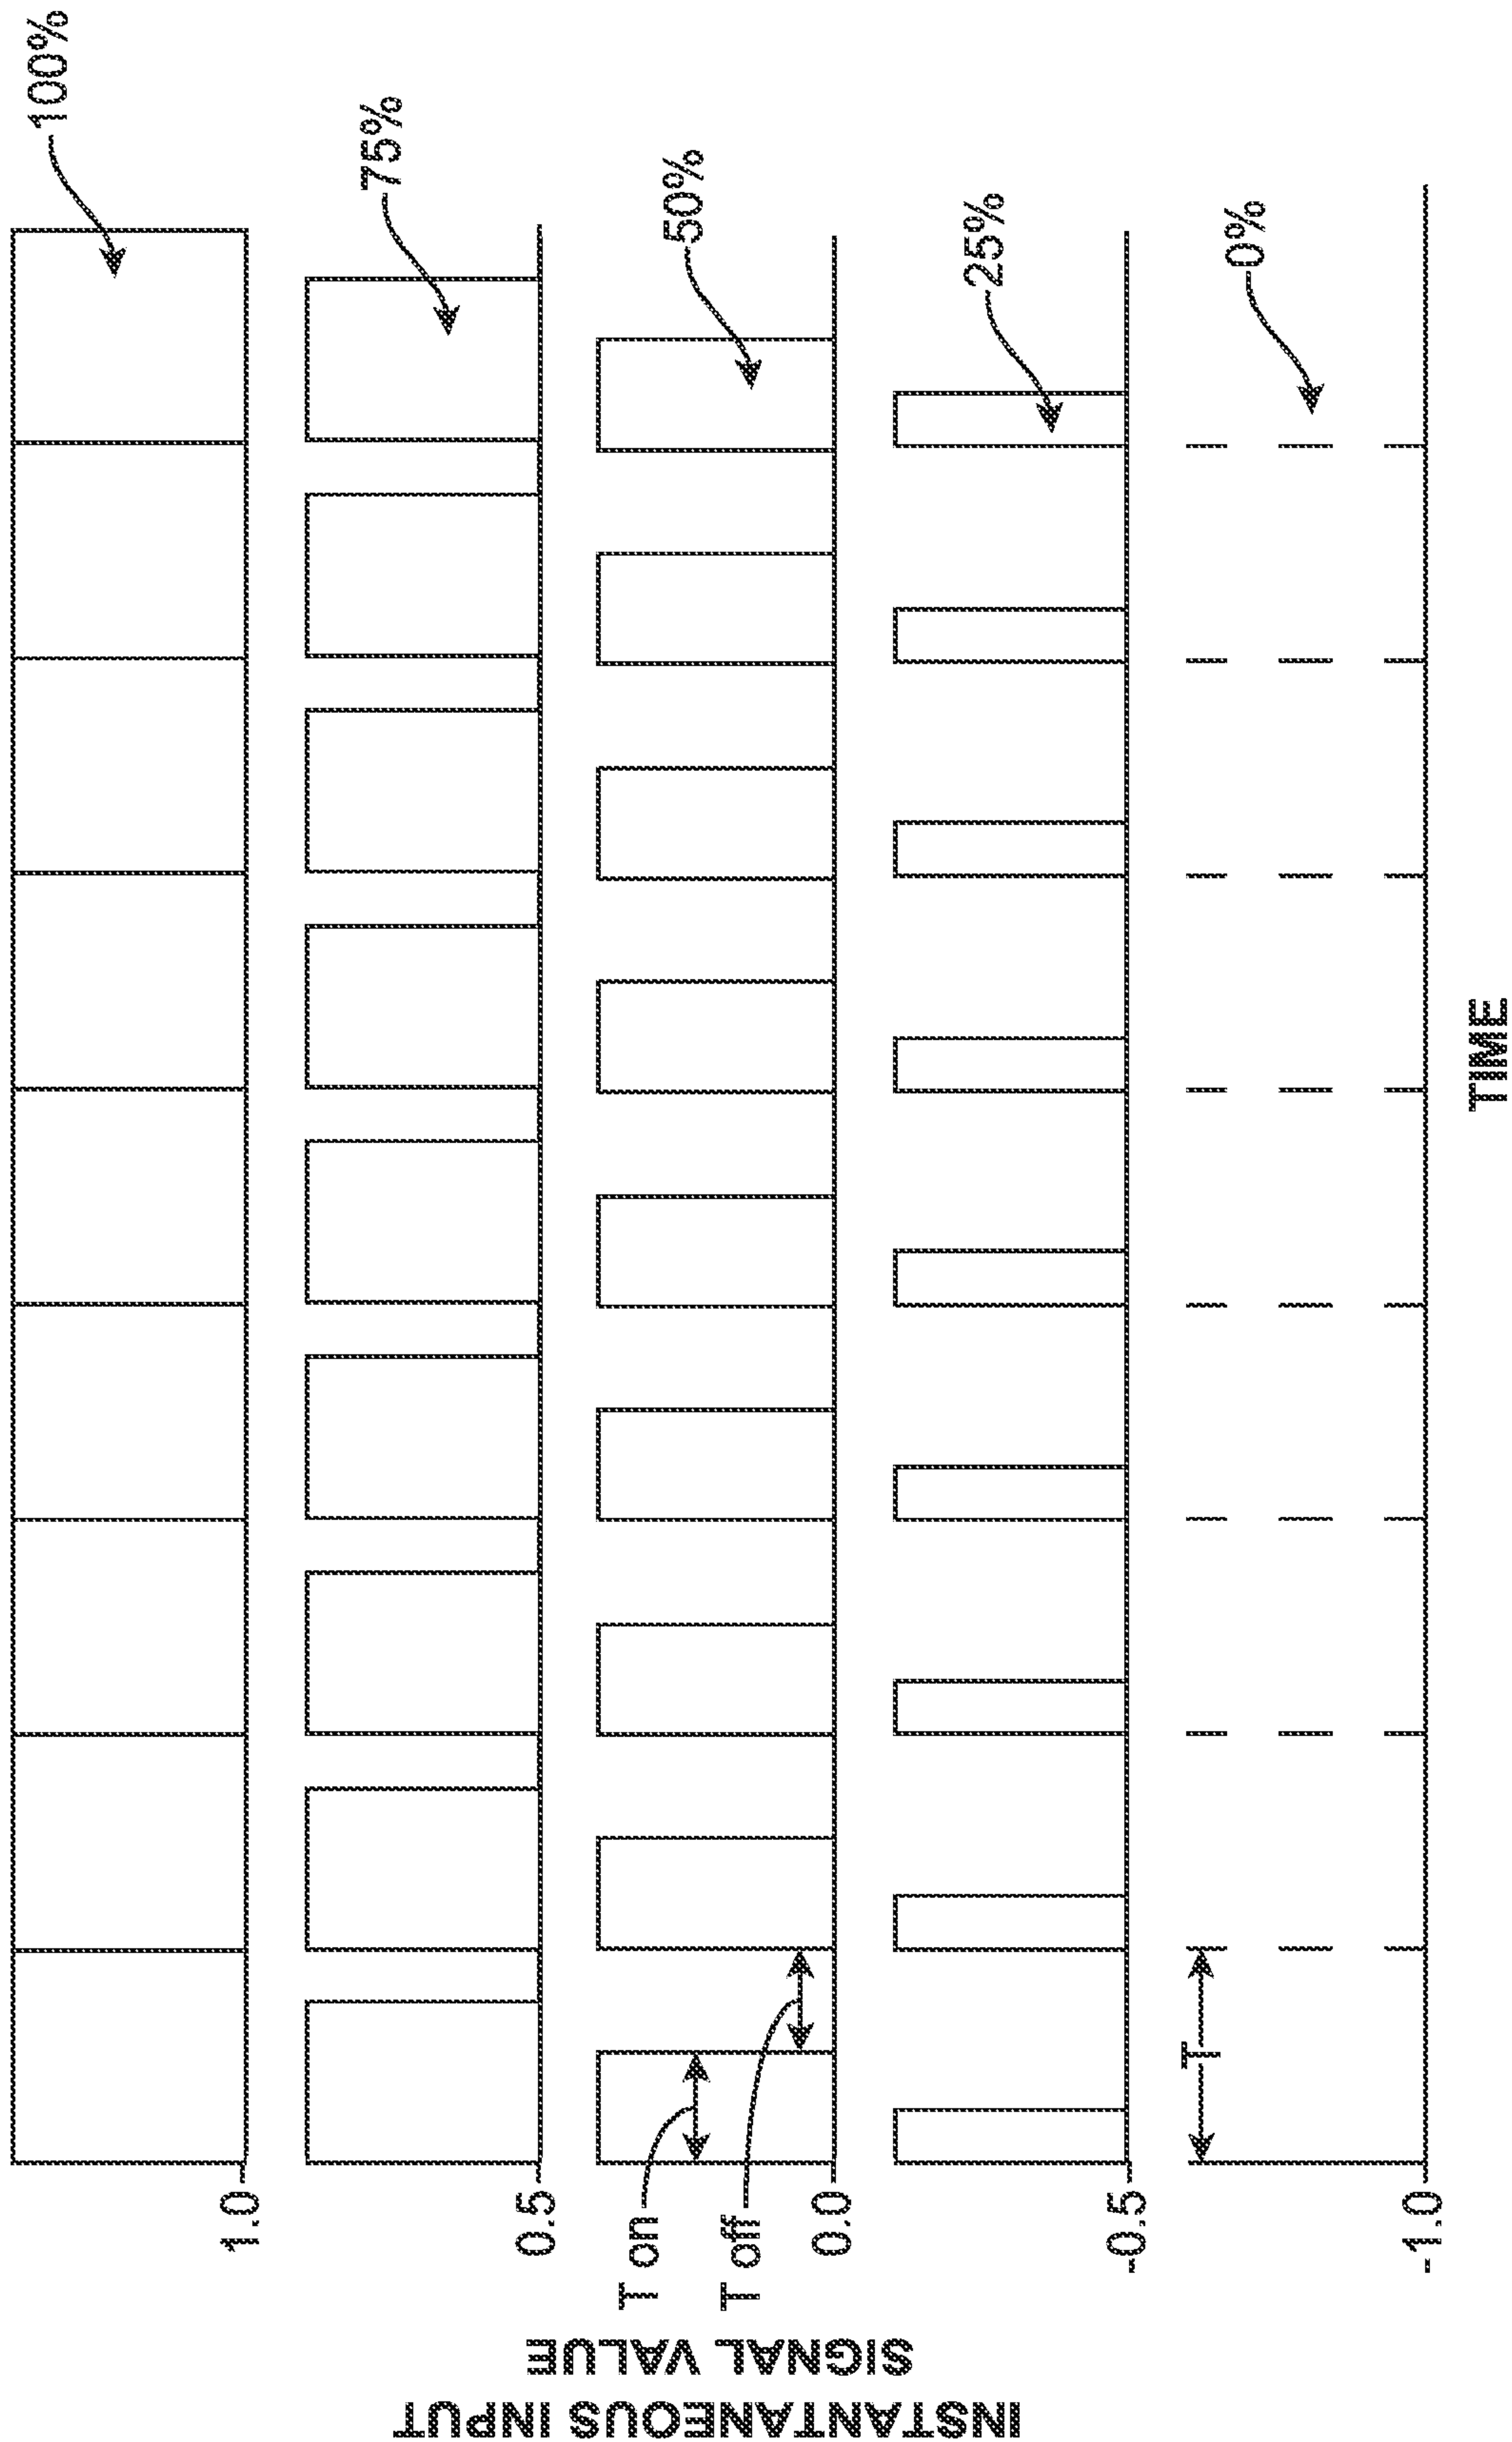 INSTANTANEOUS INPUT
SIGNAL VALUE
1.0
100%
0.5
75%
T on
T off
0.0
50%
-0.5
25%
T
-1.0
0%
TIME